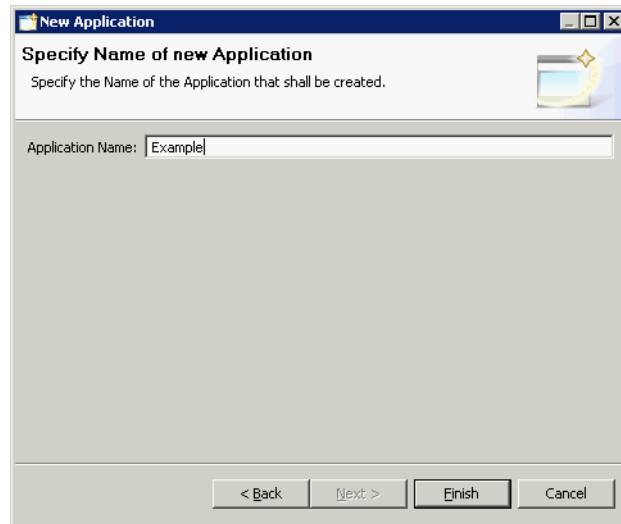 New Application
Specify Name of new Application
Specify the Name of the Application that shall be created.
Application Name: Example
< Back Next > Finish Cancel